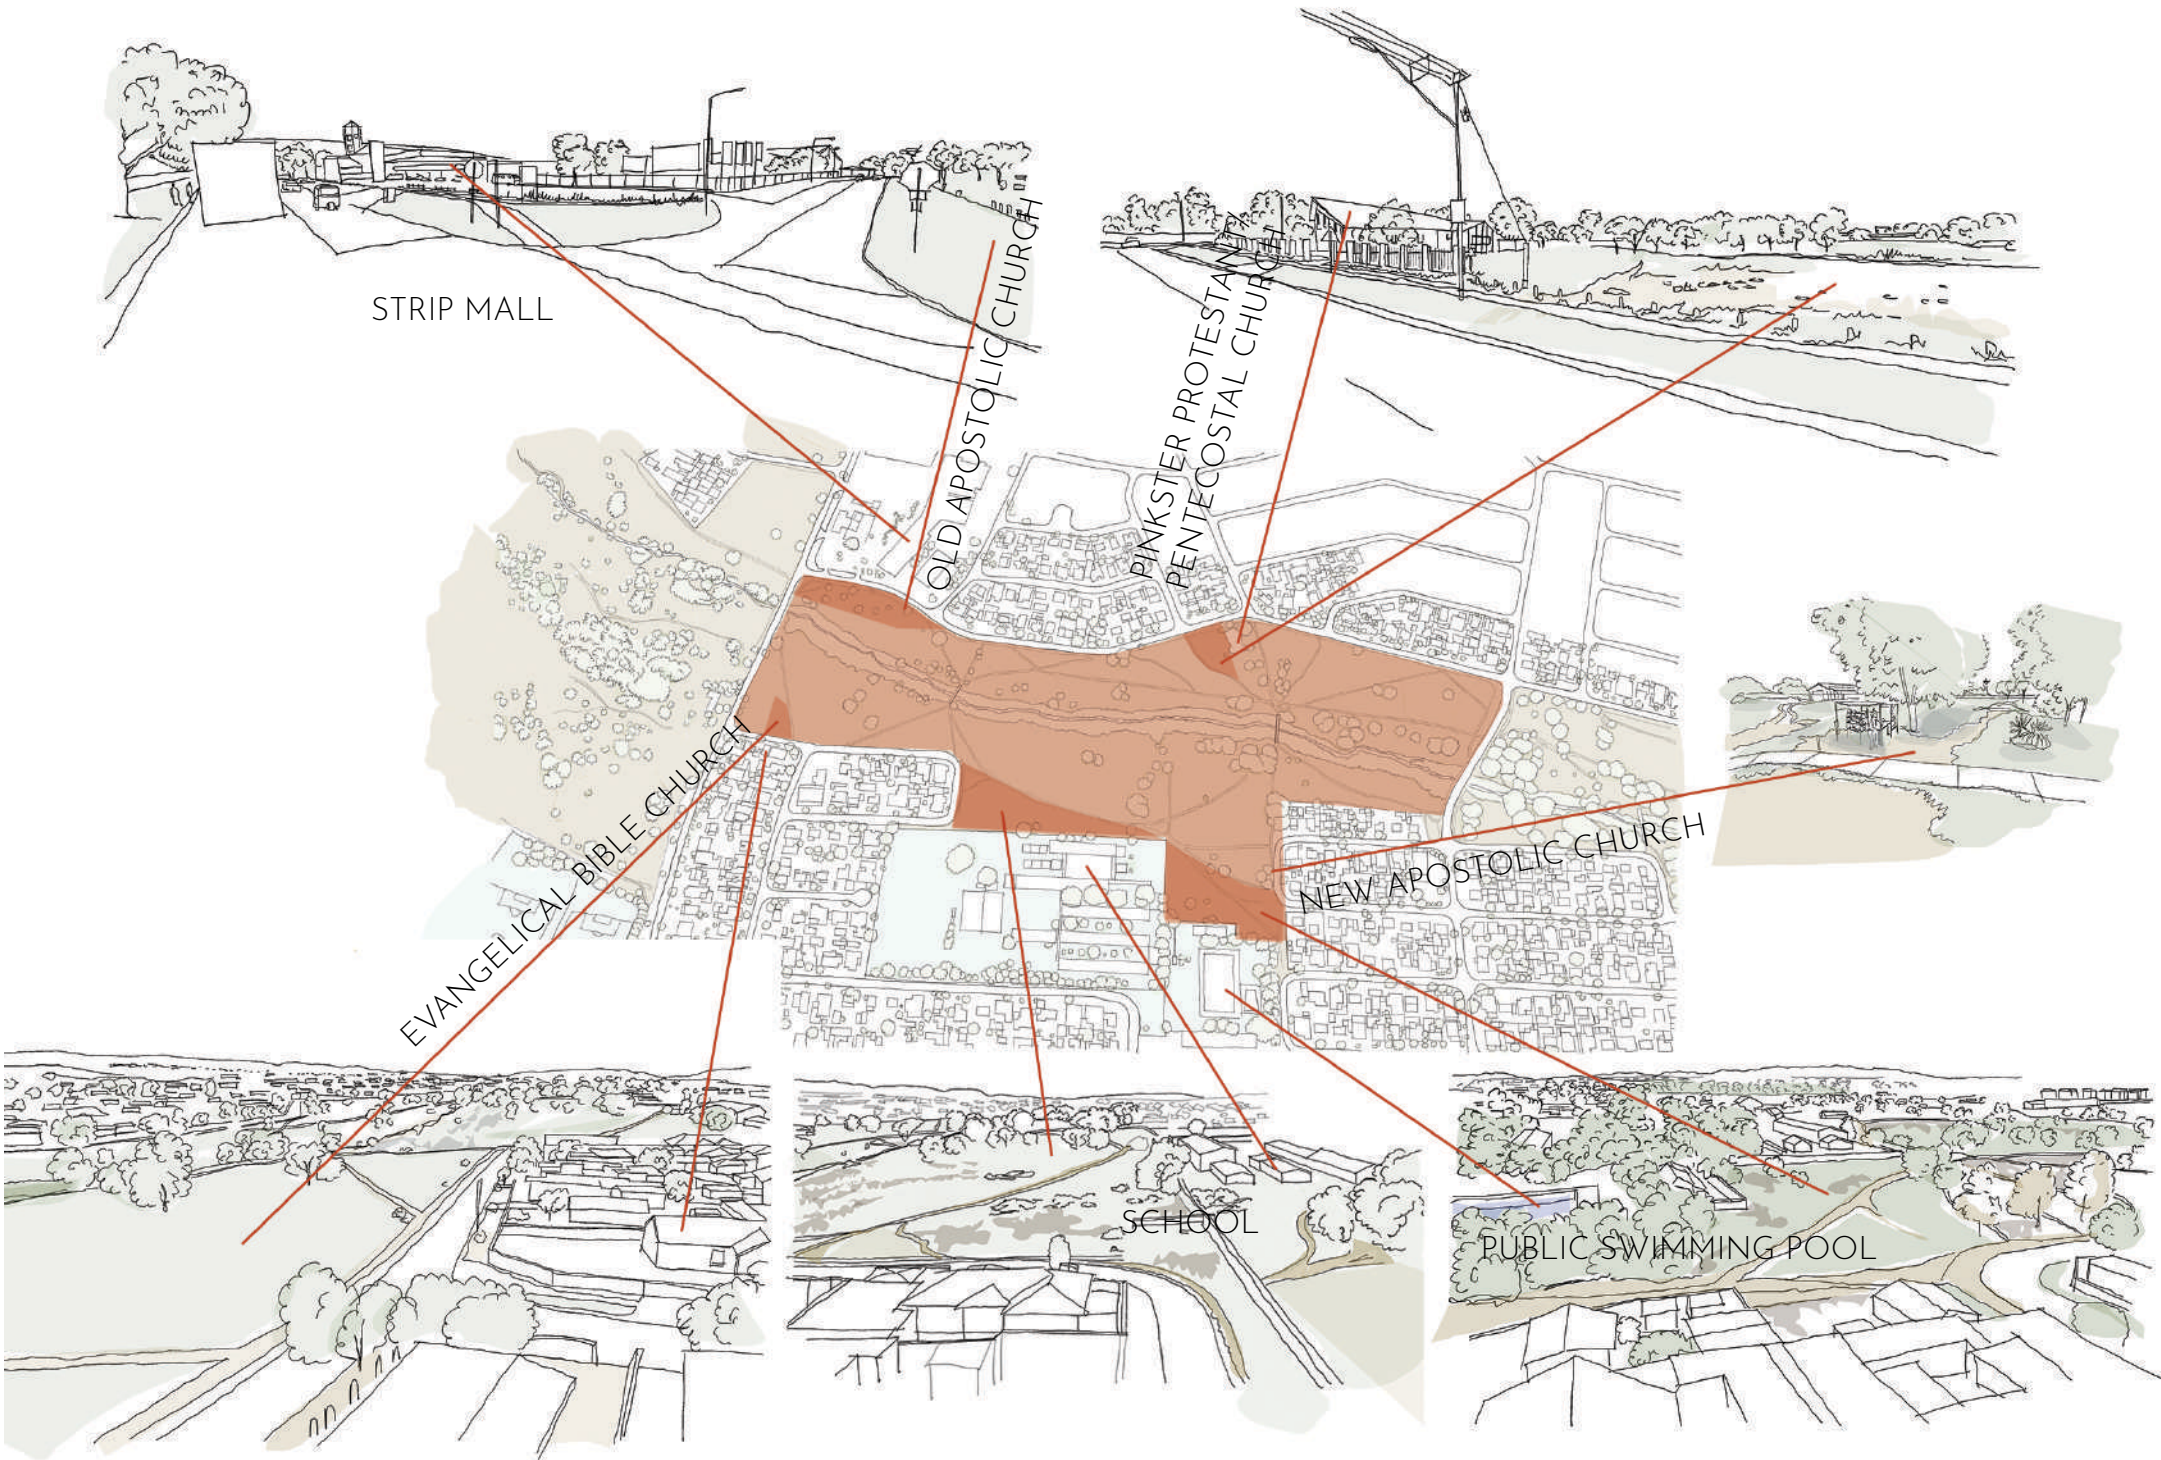 STRIP MALL
OLD APOSTOLIC CHURCH
PINKSTER PROTESTANT
PENTECOSTAL CHURCH
EVANGELICAL BIBLE CHURCH
NEW APOSTOLIC CHURCH
SCHOOL
PUBLIC SWIMMING POOL